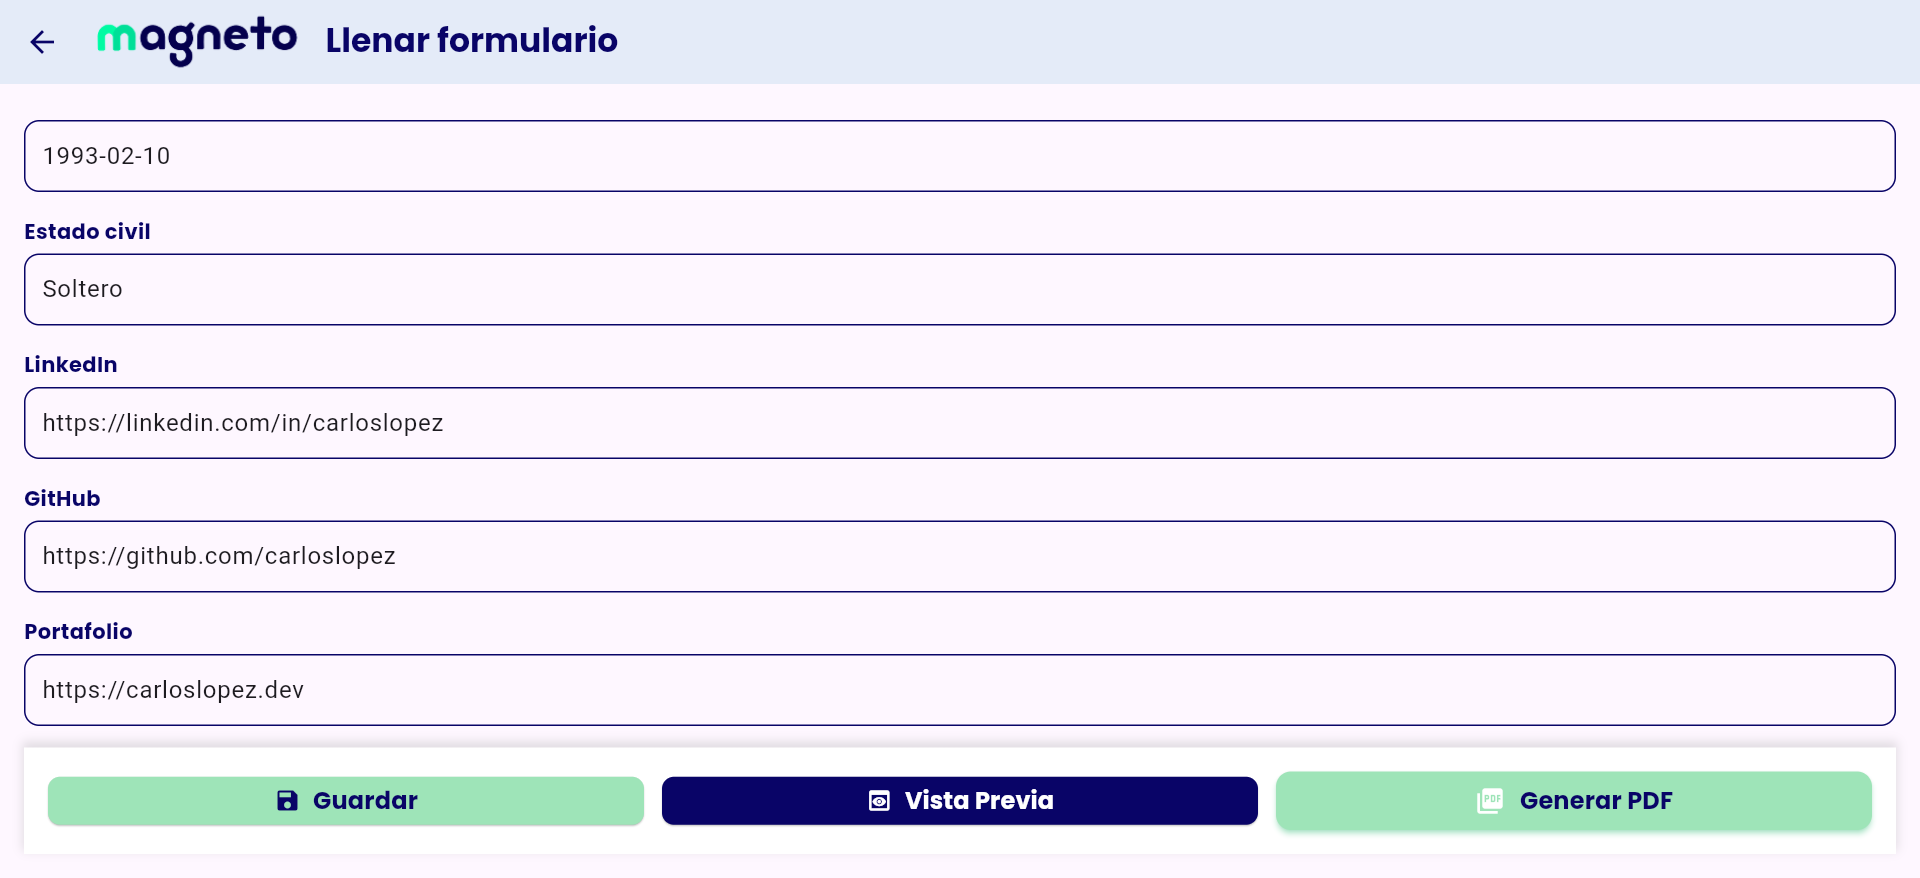 magneto Llenar formulario
1993-02-10
Estado civil
Soltero
LinkedIn
https://linkedin.com/in/carloslopez
GitHub
https://github.com/carloslopez
Portafolio
https://carloslopez.dev
Guardar
Vista Previa
PDF Generar PDF